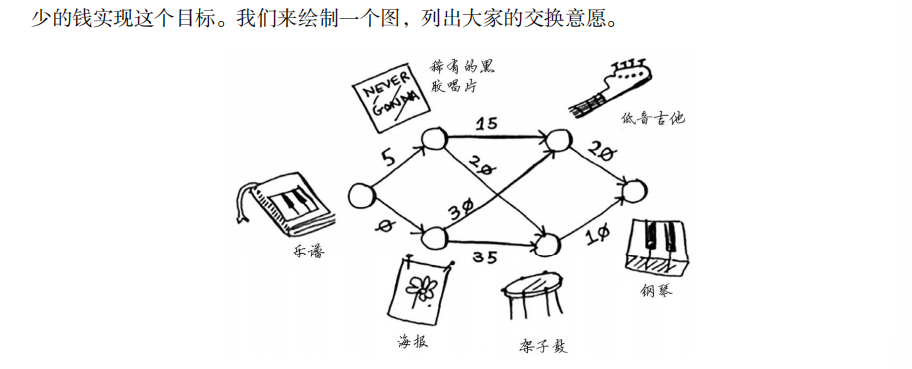 少的钱实现这个目标。我们来绘制一个图，列出大家的交换意愿。
NEVER
GONNA
稀有的黑
胶唱片
低音吉他
15
5
20
20
30
0
35
10
乐谱
海报
架子鼓
钢琴